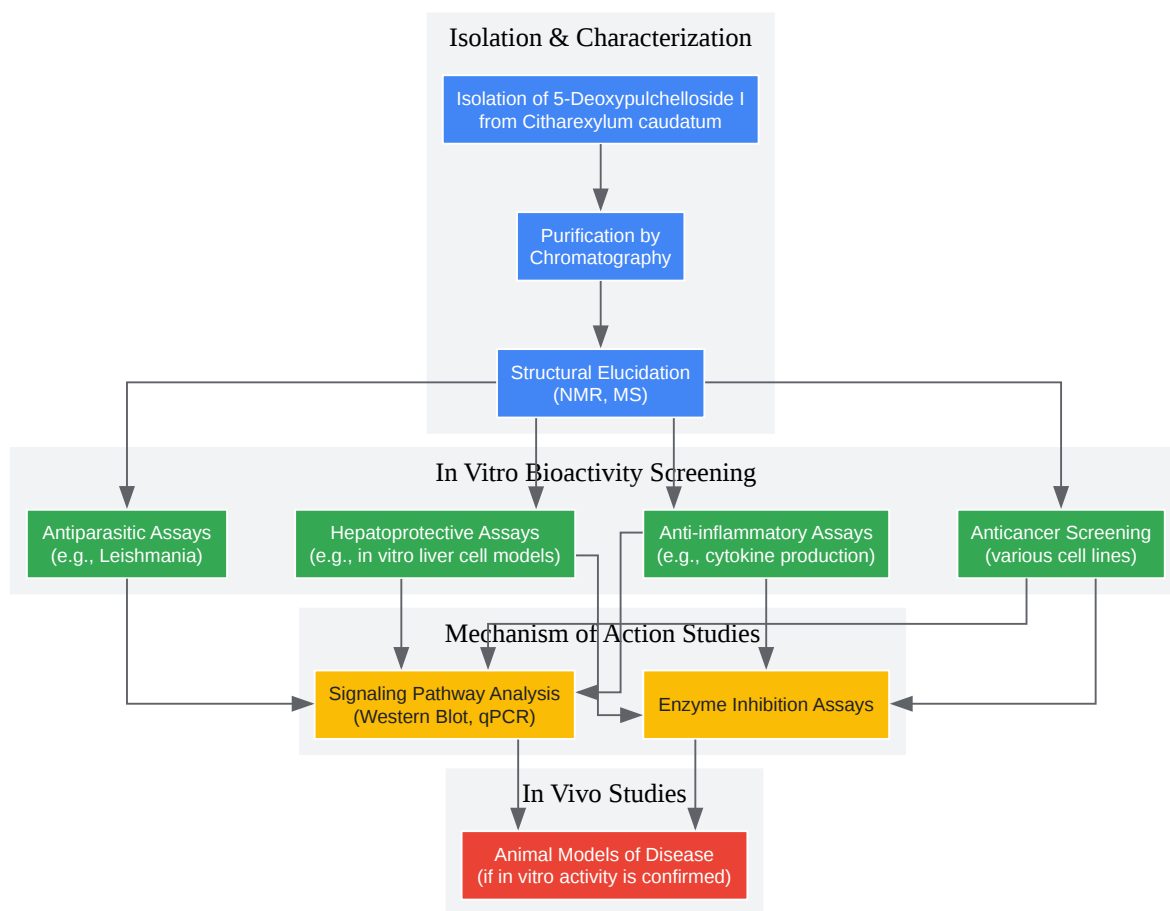 Isolation & Characterization
Isolation of 5-Deoxypulchelloside I
from Citharexylum caudatum
Purification by
Chromatography
Structural Elucidation
(NMR, MS)
In Vitro Bioactivity Screening
Antiparasitic Assays
(e.g., Leishmania)
Hepatoprotective Assays
(e.g., in vitro liver cell models)
Anti-inflammatory Assays
(e.g., cytokine production)
Anticancer Screening
(various cell lines)
Mechanism of Action Studies
Signaling Pathway Analysis
(Western Blot, qPCR)
Enzyme Inhibition Assays
In Vivo Studies
Animal Models of Disease
(if in vitro activity is confirmed)